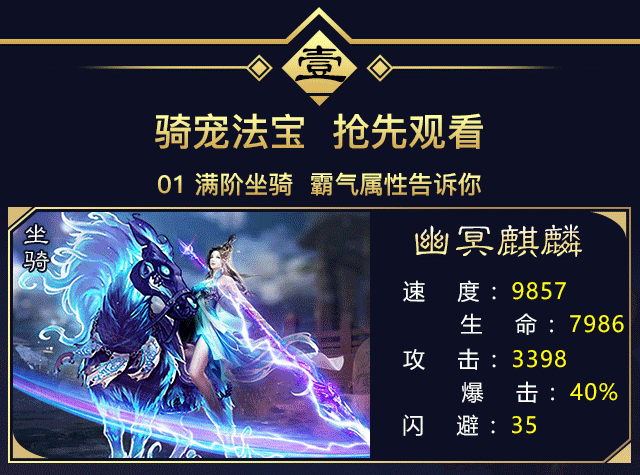 壹
骑宠法宝 抢先观看
01 满阶坐骑 霸气属性告诉你
坐骑
幽冥麒麟
速 度：9857
生 命：7986
攻 击：3398
爆 击：40%
闪 避：35